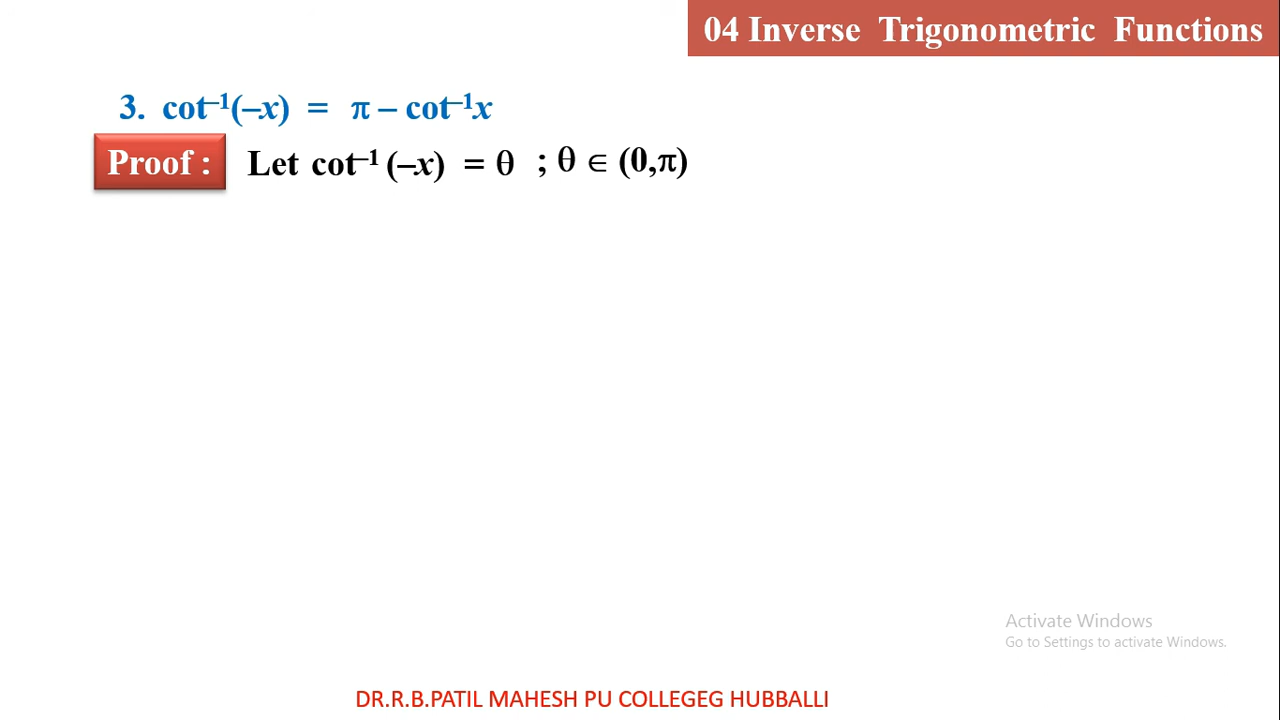 04 Inverse Trigonometric Functions
3. cot⁻¹(–x) = π – cot⁻¹x
Proof : Let cot⁻¹ (–x) = θ ; θ ∈ (0,π)
Activate Windows
Go to Settings to activate Windows.
DR.R.B.PATIL MAHESH PU COLLEGEG HUBBALLI